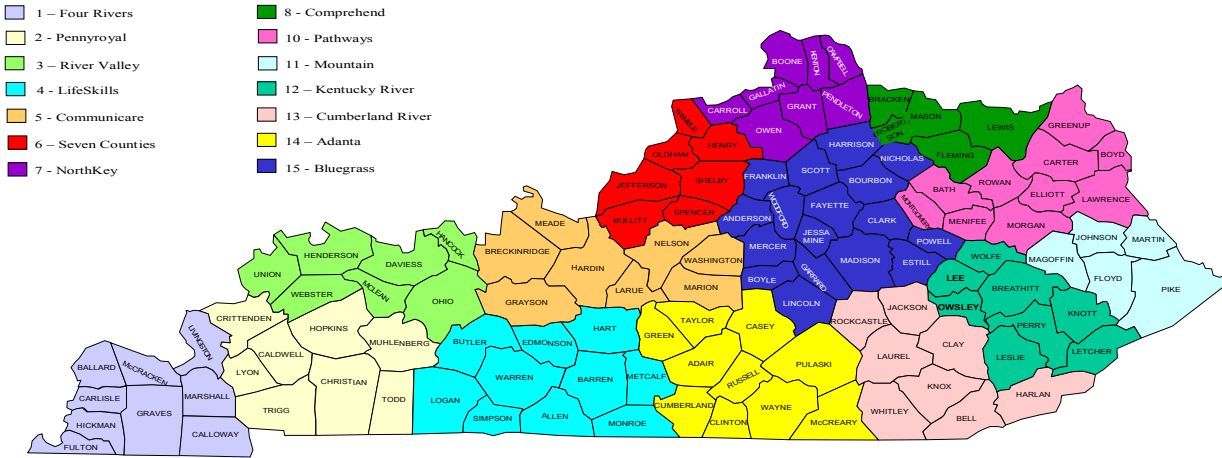 1 – Four Rivers
2 - Pennyroyal
3 – River Valley
4 - LifeSkills
5 - Communicare
6 – Seven Counties
7 - NorthKey
8 - Comprehend
10 - Pathways
11 - Mountain
12 – Kentucky River
13 – Cumberland River
14 – Adanta
15 - Bluegrass
BOONE
KENTON
CAMPBELL
GALLATIN
CARROLL
GRANT
PENDLETON
OWEN
BRACKEN
MASON
ROBERT
SON
LEWIS
FLEMING
GREENUP
CARTER
BOYD
ROWAN
ELLIOTT
LAWRENCE
BATH
MONTGOMERY
MENIFEE
MORGAN
TRIMBLE
HENRY
OLDHAM
SHELBY
JEFFERSON
SPENCER
BULLITT
HARRISON
NICHOLAS
FRANKLIN
SCOTT
BOURBON
WOODFORD
FAYETTE
CLARK
ANDERSON
JESSA
MINE
POWELL
MERCER
MADISON
ESTILL
BOYLE
GARRARD
LINCOLN
JOHNSON
MARTIN
MAGOFFIN
FLOYD
PIKE
WOLFE
LEE
BREATHITT
OWSLEY
PERRY
KNOTT
LESLIE
LETCHER
MEADE
BRECKINRIDGE
HARDIN
NELSON
WASHINGTON
LARUE
MARION
GRAYSON
HANCOCK
HENDERSON
DAVIESS
UNION
WEBSTER
MCLEAN
OHIO
CRITTENDEN
HOPKINS
MUHLENBERG
CALDWELL
LYON
CHRISTIAN
TRIGG
TODD
LIVINGSTON
BALLARD
McCRACKEN
CARLISLE
MARSHALL
GRAVES
HICKMAN
CALLOWAY
FULTON
BUTLER
EDMONSON
HART
WARREN
BARREN
METCALF
LOGAN
SIMPSON
ALLEN
MONROE
GREEN
TAYLOR
CASEY
ADAIR
PULASKI
RUSSELL
CUMBERLAND
CLINTON
WAYNE
McCREARY
ROCKCASTLE
JACKSON
LAUREL
CLAY
KNOX
WHITLEY
BELL
HARLAN